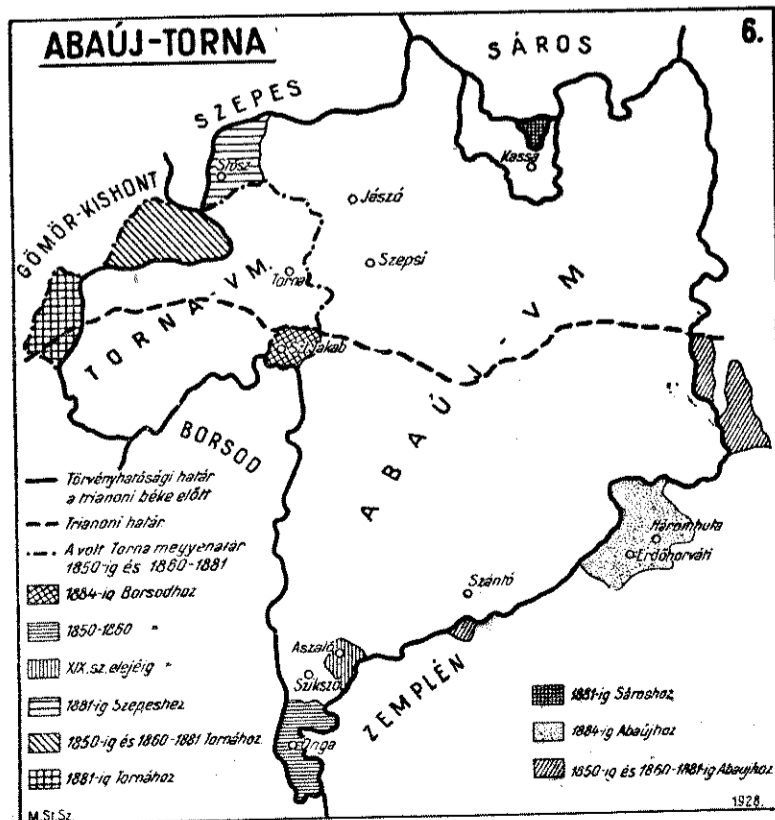 ABAÚJ-TORNA
6.
SÁROS
SZEPES
GÖMÖR-KISHONT
Stósz
Kassa
Jászó
Szepsi
Torna
TORNA-VM.
ABAÚJ-VM
BORSOD
Háromhuta
Erdőhorváti
Szántó
Aszaló
Szikszó
Onga
ZEMPLÉN
Törvényhatósági határ
a trianoni béke előtt
Trianoni határ
A volt Torna megyehatár
1850-ig és 1860-1881
1884-ig Borsodhoz
1850-1860 "
XIX. sz. elejéig "
1881-ig Szepeshez
1850-ig és 1860-1881 Tornához
1881-ig Tornához
1881-ig Sároshoz
1884-ig Abaújhoz
1850-ig és 1860-1881-ig Abaujhoz
M.St.Sz.
1928.